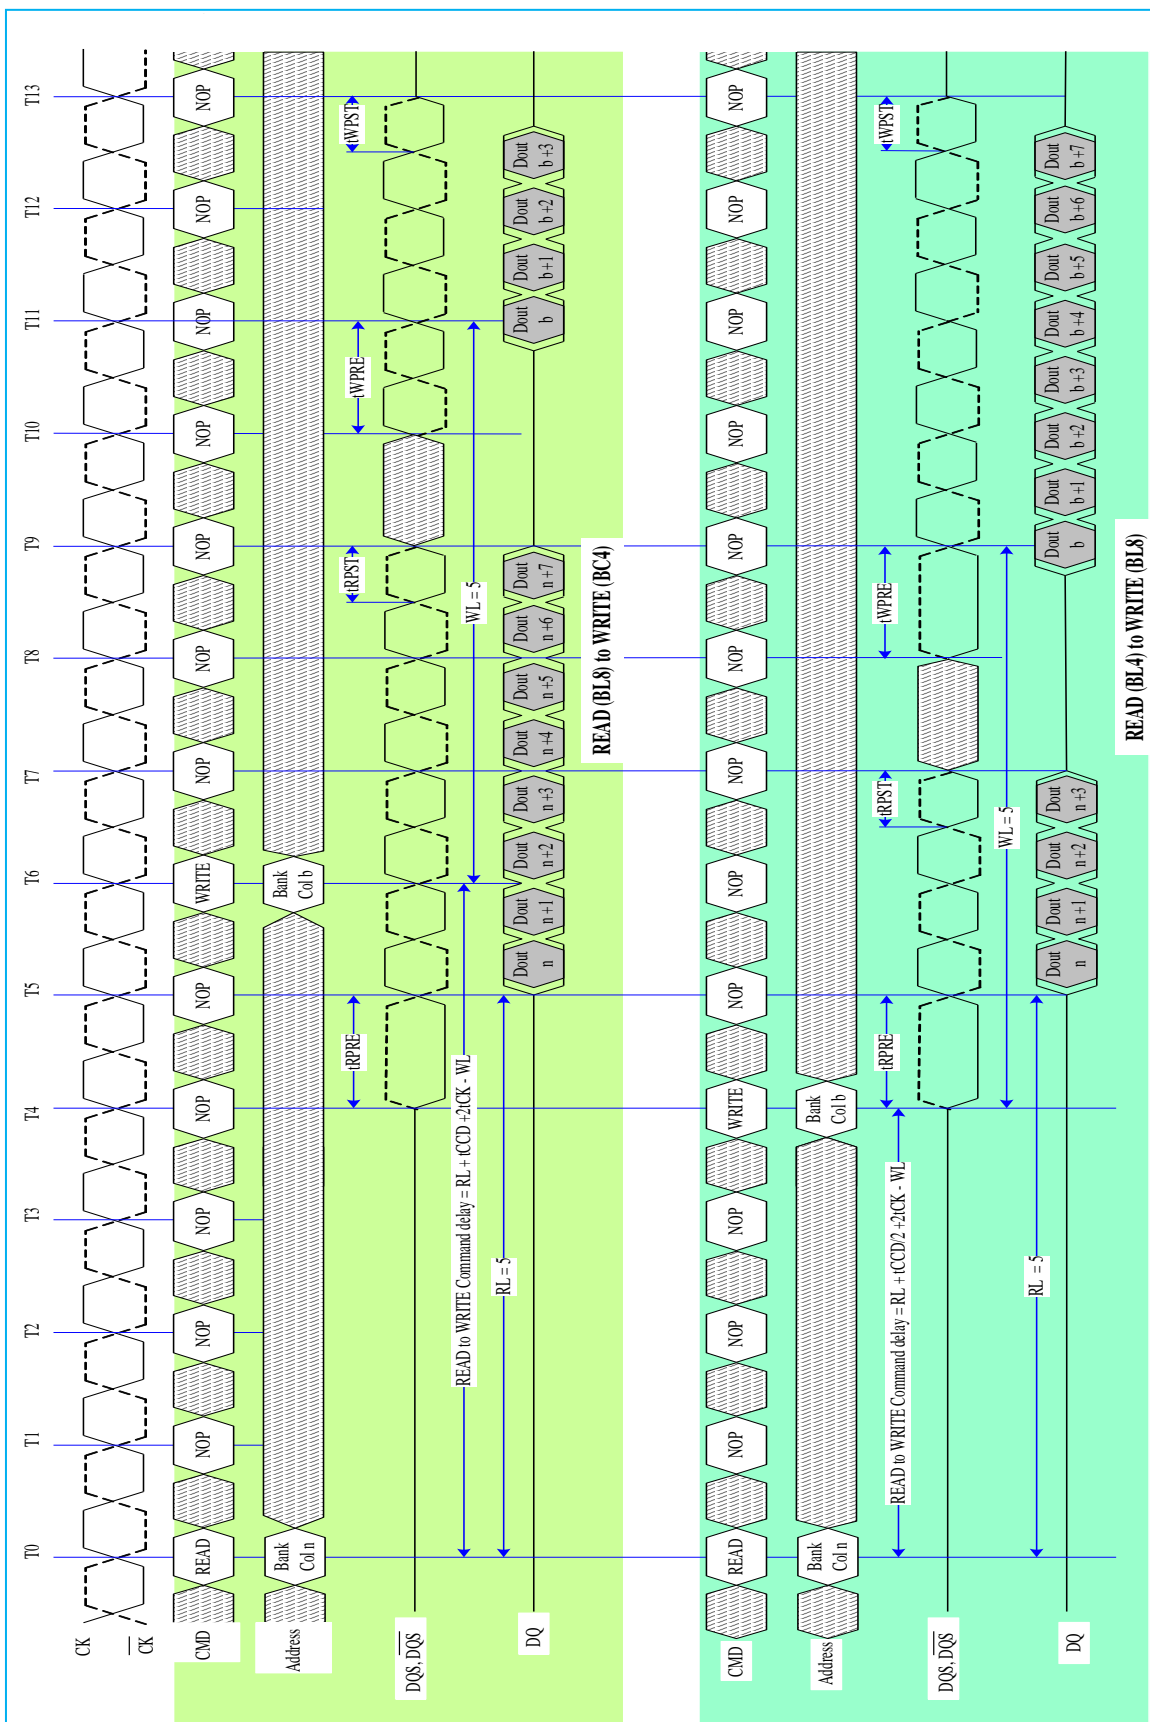 T0 T1 T2 T3 T4 T5 T6 T7 T8 T9 T10 T11 T12 T13
CK
CK
CMD READ NOP NOP NOP NOP NOP WRITE NOP NOP NOP NOP NOP NOP NOP
Address Bank Col n Bank Col b
tRPRE tRPST tWPRE tWPST
DQS, DQS
READ to WRITE Command delay = RL + tCCD +2tCK - WL
WL = 5
RL = 5
DQ Dout n Dout n+1 Dout n+2 Dout n+3 Dout n+4 Dout n+5 Dout n+6 Dout n+7 Dout b Dout b+1 Dout b+2 Dout b+3
READ (BL8) to WRITE (BC4)
CMD READ NOP NOP NOP WRITE NOP NOP NOP NOP NOP NOP NOP NOP NOP
Address Bank Col n Bank Col b
READ to WRITE Command delay = RL + tCCD/2 +2tCK - WL
tRPRE tRPST tWPRE tWPST
DQS, DQS
WL = 5
RL = 5
DQ Dout n Dout n+1 Dout n+2 Dout n+3 Dout b Dout b+1 Dout b+2 Dout b+3 Dout b+4 Dout b+5 Dout b+6 Dout b+7
READ (BL4) to WRITE (BL8)